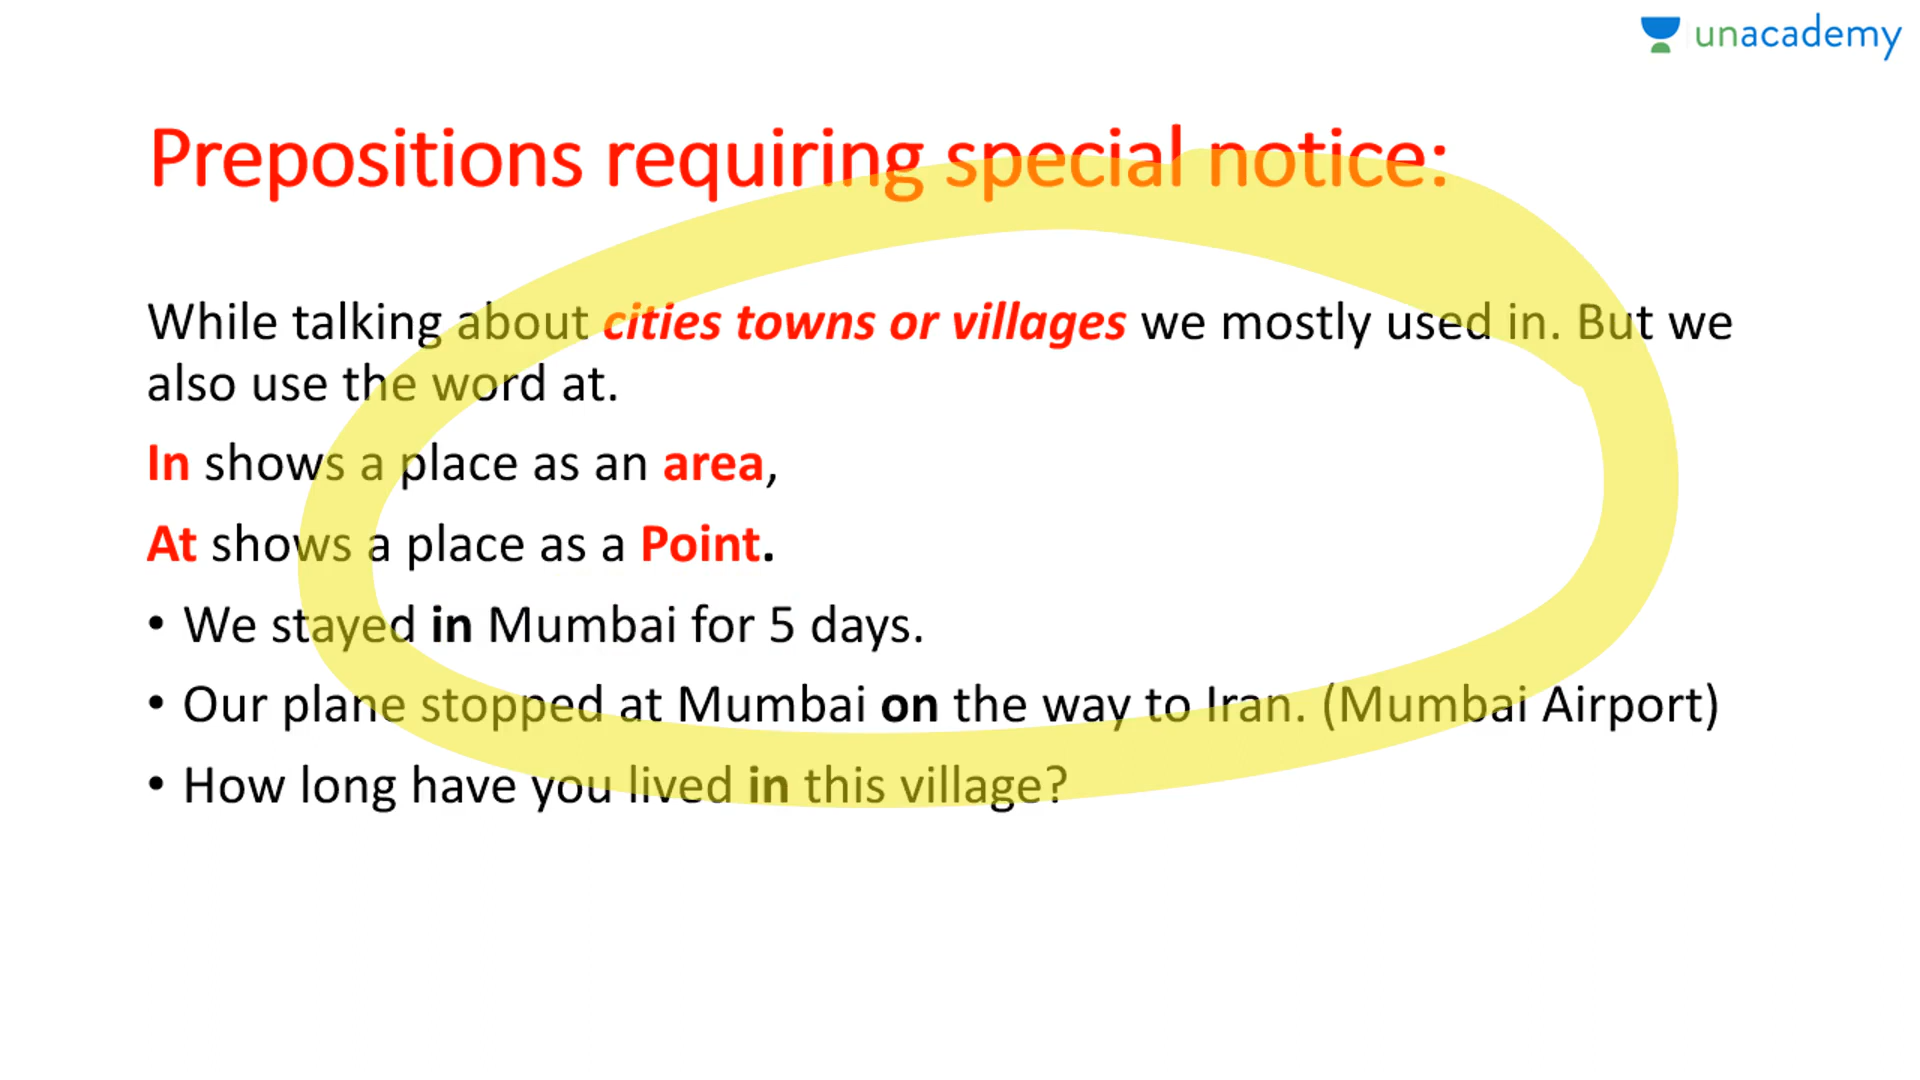 unacademy
Prepositions requiring special notice:
While talking about cities towns or villages we mostly used in. But we
also use the word at.
In shows a place as an area,
At shows a place as a Point.
• We stayed in Mumbai for 5 days.
• Our plane stopped at Mumbai on the way to Iran. (Mumbai Airport)
• How long have you lived in this village?